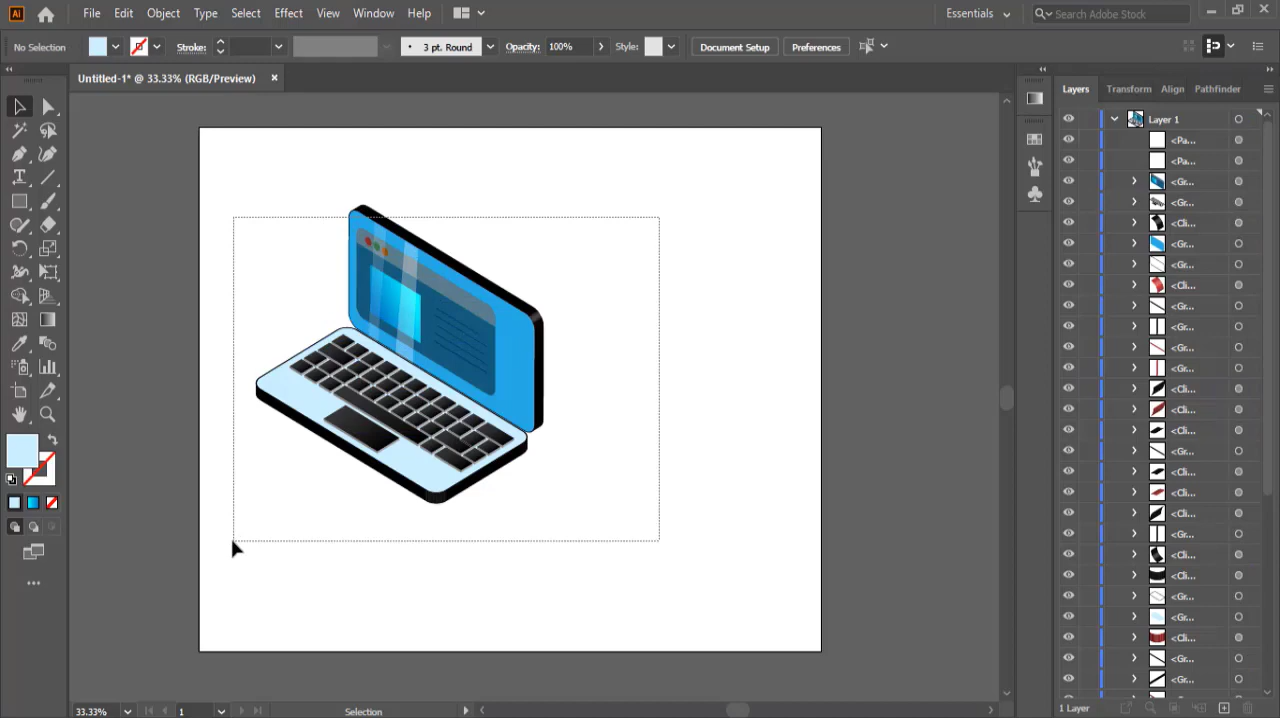 Ai File Edit Object Type Select Effect View Window Help Essentials Search Adobe Stock
No Selection Stroke: 3 pt. Round Opacity: 100% Style: Document Setup Preferences
Untitled-1* @ 33.33% (RGB/Preview)
Layers Transform Align Pathfinder
Layer 1
<Pa...
<Pa...
<Gr...
<Gr...
<Cli...
<Gr...
<Gr...
<Cli...
<Gr...
<Gr...
<Gr...
<Gr...
<Cli...
<Cli...
<Cli...
<Gr...
<Cli...
<Cli...
<Cli...
<Gr...
<Cli...
<Cli...
<Gr...
<Gr...
<Cli...
<Gr...
<Gr...
33.33% 1 Selection 1 Layer